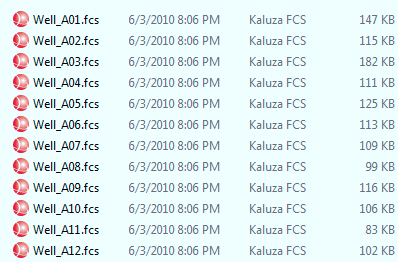 Well_A01.fcs 6/3/2010 8:06 PM Kaluza FCS 147 KB
Well_A02.fcs 6/3/2010 8:06 PM Kaluza FCS 115 KB
Well_A03.fcs 6/3/2010 8:06 PM Kaluza FCS 182 KB
Well_A04.fcs 6/3/2010 8:06 PM Kaluza FCS 111 KB
Well_A05.fcs 6/3/2010 8:06 PM Kaluza FCS 125 KB
Well_A06.fcs 6/3/2010 8:06 PM Kaluza FCS 113 KB
Well_A07.fcs 6/3/2010 8:06 PM Kaluza FCS 109 KB
Well_A08.fcs 6/3/2010 8:06 PM Kaluza FCS 99 KB
Well_A09.fcs 6/3/2010 8:06 PM Kaluza FCS 116 KB
Well_A10.fcs 6/3/2010 8:06 PM Kaluza FCS 106 KB
Well_A11.fcs 6/3/2010 8:06 PM Kaluza FCS 83 KB
Well_A12.fcs 6/3/2010 8:06 PM Kaluza FCS 102 KB